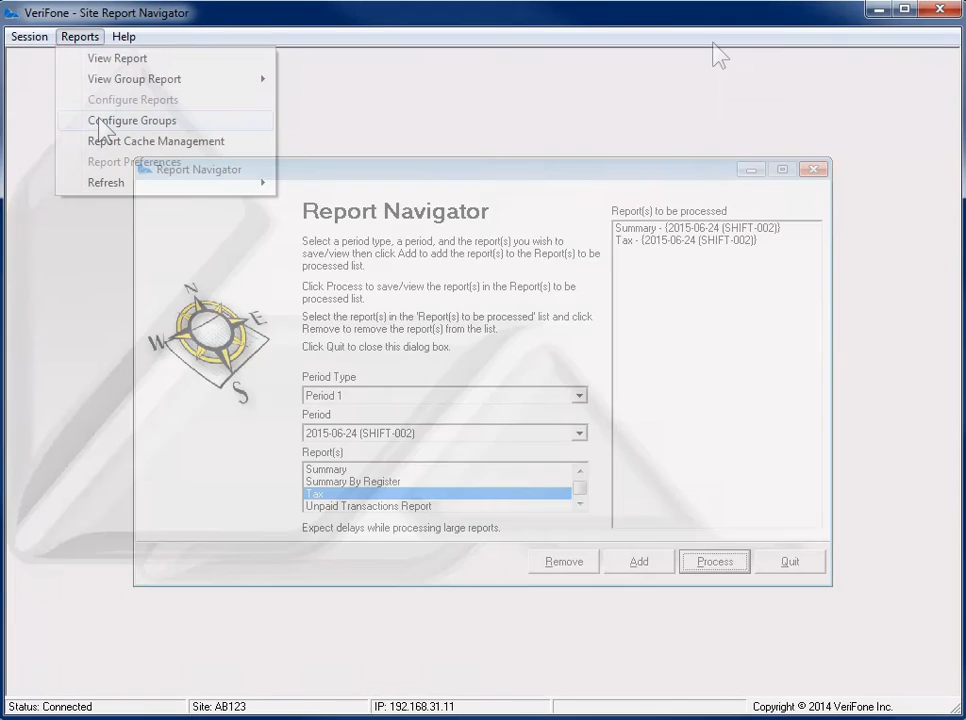 VeriFone - Site Report Navigator
Session Reports Help
View Report
View Group Report
Configure Reports
Configure Groups
Report Cache Management
Report Preferences
Refresh
Report Navigator
Report Navigator
Select a period type, a period, and the report(s) you wish to
save/view then click Add to add the report(s) to the Report(s) to be
processed list.
Click Process to save/view the report(s) in the Report(s) to be
processed list.
Select the report(s) in the 'Report(s) to be processed' list and click
Remove to remove the report(s) from the list.
Click Quit to close this dialog box.
N
W E
S
Period Type
Period 1
Period
2015-06-24 (SHIFT-002)
Report(s)
Summary
Summary By Register
Tax
Unpaid Transactions Report
Expect delays while processing large reports.
Report(s) to be processed
Summary - {2015-06-24 (SHIFT-002)}
Tax - {2015-06-24 (SHIFT-002)}
Remove Add Process Quit
Status: Connected Site: AB123 IP: 192.168.31.11 Copyright © 2014 VeriFone Inc.